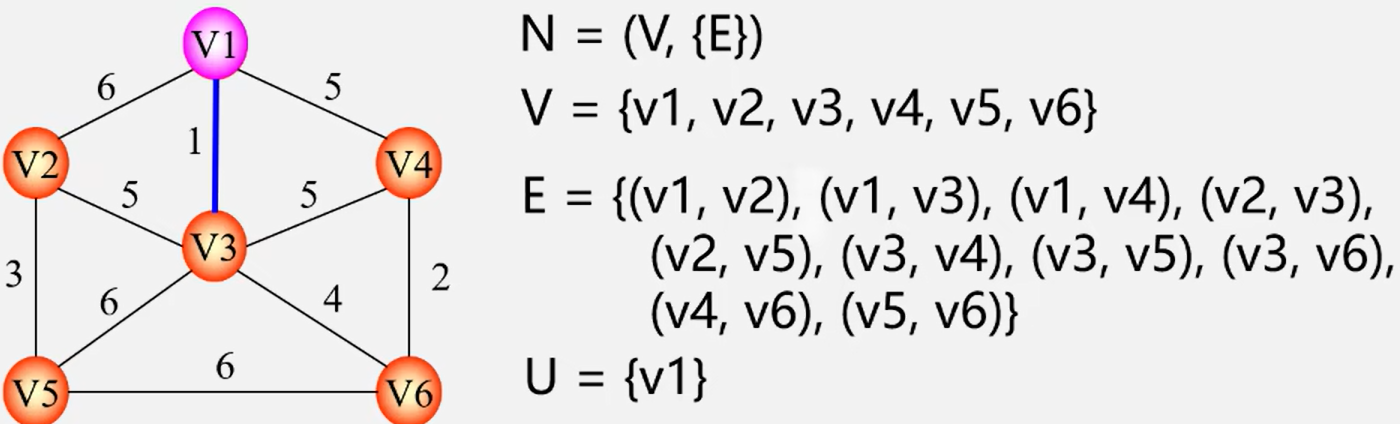 V1
6
5
1
V2
V4
5
5
V3
3
2
6
4
6
V5
V6
N = (V, {E})
V = {v1, v2, v3, v4, v5, v6}
E = {(v1, v2), (v1, v3), (v1, v4), (v2, v3),
(v2, v5), (v3, v4), (v3, v5), (v3, v6),
(v4, v6), (v5, v6)}
U = {v1}